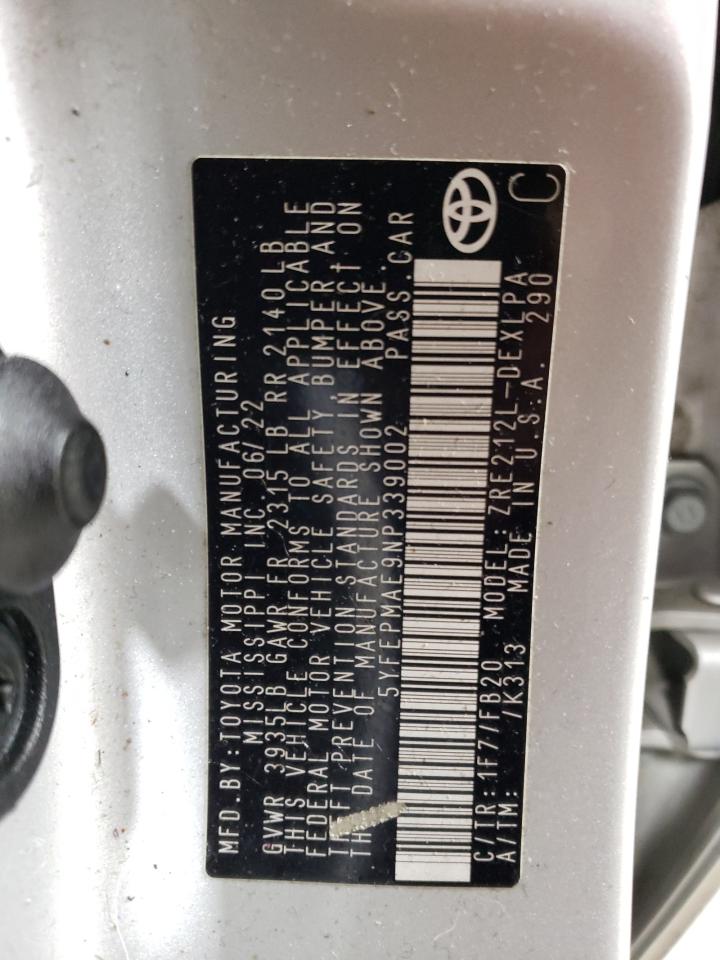 MFD.BY:TOYOTA MOTOR MANUFACTURING
MISSISSIPPI INC. 06/22
GVWR 3935LB GAWR FR 2315 LB RR 2140LB
THIS VEHICLE CONFORMS TO ALL APPLICABLE
FEDERAL MOTOR VEHICLE SAFETY, BUMPER AND
THEFT PREVENTION STANDARDS IN EFFECT ON
THE DATE OF MANUFACTURE SHOWN ABOVE.
5YFEPMAE9NP339002 PASS.CAR
C/TR:1F7/FB20 MODEL:ZRE212L-DEXLPA
A/TM: /K313 MADE IN U.S.A. 290
C